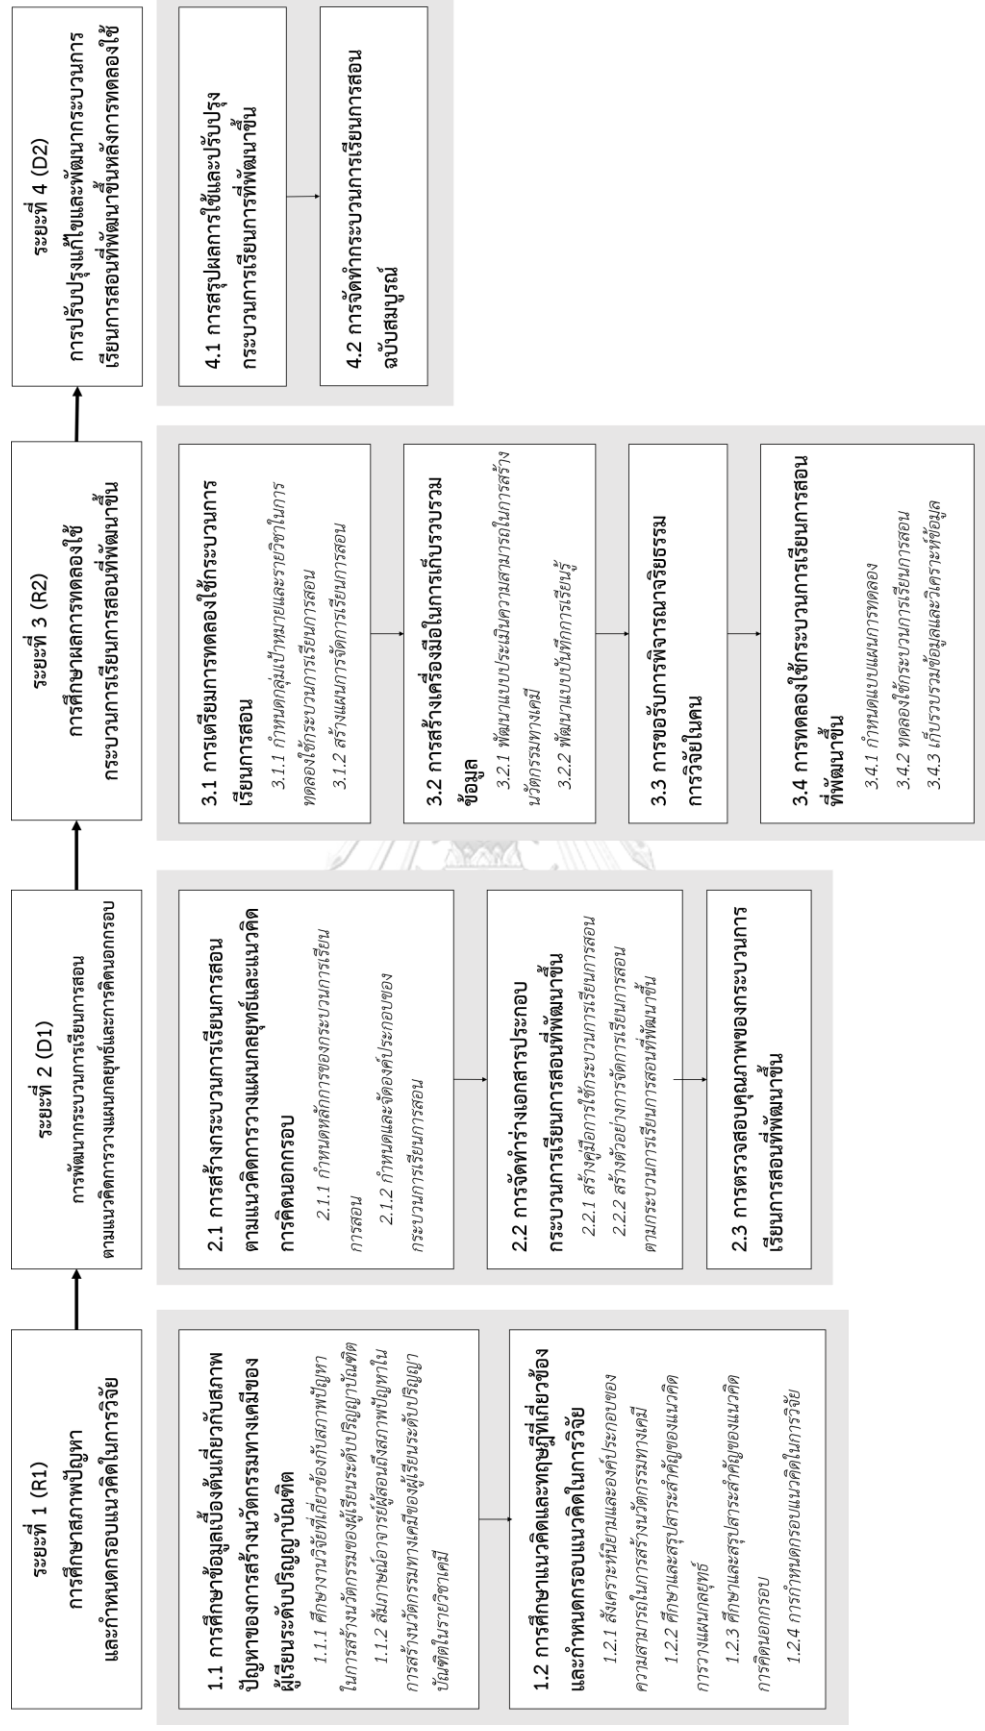 ระยะที่ 1 (R1)
การศึกษาสภาพปัญหา
และกำหนดกรอบแนวคิดในการวิจัย
1.1 การศึกษาข้อมูลเบื้องต้นเกี่ยวกับสภาพ
ปัญหาของการสร้างนวัตกรรมทางเคมีของ
ผู้เรียนระดับปริญญาบัณฑิต
1.1.1 ศึกษางานวิจัยที่เกี่ยวข้องกับสภาพปัญหา
ในการสร้างนวัตกรรมของผู้เรียนระดับปริญญาบัณฑิต
1.1.2 สัมภาษณ์อาจารย์ผู้สอนถึงสภาพปัญหาใน
การสร้างนวัตกรรมทางเคมีของผู้เรียนระดับปริญญา
บัณฑิตในรายวิชาเคมี
1.2 การศึกษาแนวคิดและทฤษฎีที่เกี่ยวข้อง
และกำหนดกรอบแนวคิดในการวิจัย
1.2.1 สังเคราะห์นิยามและองค์ประกอบของ
ความสามารถในการสร้างนวัตกรรมทางเคมี
1.2.2 ศึกษาและสรุปสาระสำคัญของแนวคิด
การวางแผนกลยุทธ์
1.2.3 ศึกษาและสรุปสาระสำคัญของแนวคิด
การคิดนอกกรอบ
1.2.4 การกำหนดกรอบแนวคิดในการวิจัย
ระยะที่ 2 (D1)
การพัฒนากระบวนการเรียนการสอน
ตามแนวคิดการวางแผนกลยุทธ์และการคิดนอกกรอบ
2.1 การสร้างกระบวนการเรียนการสอน
ตามแนวคิดการวางแผนกลยุทธ์และแนวคิด
การคิดนอกกรอบ
2.1.1 กำหนดหลักการของกระบวนการเรียน
การสอน
2.1.2 กำหนดและจัดองค์ประกอบของ
กระบวนการเรียนการสอน
2.2 การจัดทำร่างเอกสารประกอบ
กระบวนการเรียนการสอนที่พัฒนาขึ้น
2.2.1 สร้างคู่มือการใช้กระบวนการเรียนการสอน
2.2.2 สร้างตัวอย่างการจัดการเรียนการสอน
ตามกระบวนการเรียนการสอนที่พัฒนาขึ้น
2.3 การตรวจสอบคุณภาพของกระบวนการ
เรียนการสอนที่พัฒนาขึ้น
ระยะที่ 3 (R2)
การศึกษาผลการทดลองใช้
กระบวนการเรียนการสอนที่พัฒนาขึ้น
3.1 การเตรียมการทดลองใช้กระบวนการ
เรียนการสอน
3.1.1 กำหนดกลุ่มเป้าหมายและรายวิชาในการ
ทดลองใช้กระบวนการเรียนการสอน
3.1.2 สร้างแผนการจัดการเรียนการสอน
3.2 การสร้างเครื่องมือในการเก็บรวบรวม
ข้อมูล
3.2.1 พัฒนาแบบประเมินความสามารถในการสร้าง
นวัตกรรมทางเคมี
3.2.2 พัฒนาแบบบันทึกการเรียนรู้
3.3 การขอรับการพิจารณาจริยธรรม
การวิจัยในคน
3.4 การทดลองใช้กระบวนการเรียนการสอน
ที่พัฒนาขึ้น
3.4.1 กำหนดแบบแผนการทดลอง
3.4.2 ทดลองใช้กระบวนการเรียนการสอน
3.4.3 เก็บรวบรวมข้อมูลและวิเคราะห์ข้อมูล
ระยะที่ 4 (D2)
การปรับปรุงแก้ไขและพัฒนากระบวนการ
เรียนการสอนที่พัฒนาขึ้นหลังการทดลองใช้
4.1 การสรุปผลการใช้และปรับปรุง
กระบวนการเรียนการที่พัฒนาขึ้น
4.2 การจัดทำกระบวนการเรียนการสอน
ฉบับสมบูรณ์